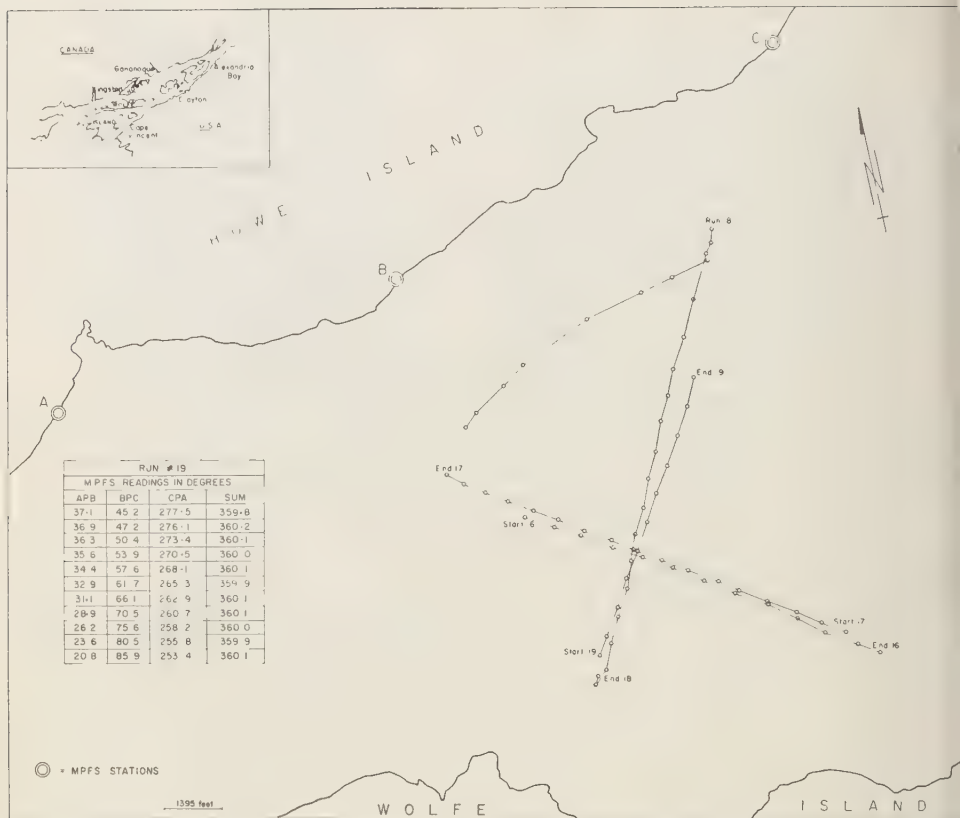 CANADA
Gananoque
Alexandria
Bay
Clayton
ISLAND
Cape
U S A
C
ISLAND
Run 8
B
End 9
A
End 17
Start 6
RUN #19
MPFS READINGS IN DEGREES
APB BPC CPA SUM
37·1 45 2 277·5 359·8
36 9 47 2 276·1 360·2
36 3 50 4 273·4 360·1
35 6 53 9 270·5 360 0
34 4 57 6 268·1 360 1
32 9 61 7 265 3 359 9
31·1 66 1 262 9 360 1
28·9 70 5 260 7 360 1
26 2 75 6 258 2 360 0
23 6 80 5 255 8 359 9
20 8 85 9 253 4 360 1
Start 17
End 16
Start 19
End 18
= MPFS STATIONS
1395 feet
WOLFE ISLAND